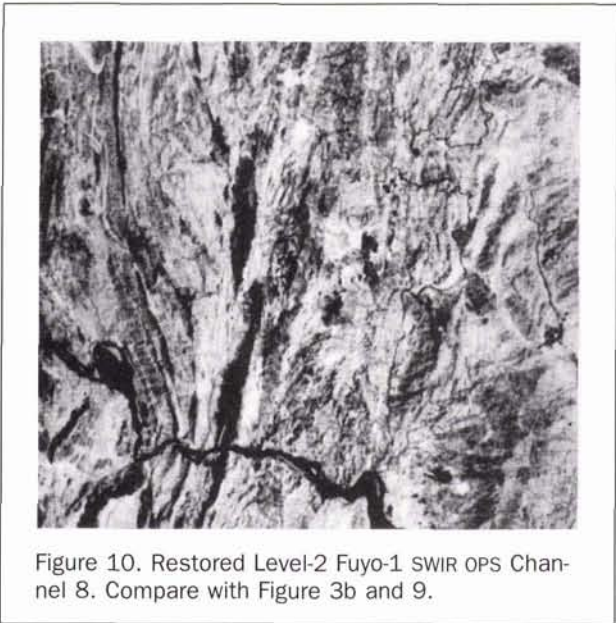 Figure 10. Restored Level-2 Fuyo-1 SWIR OPS Chan-
nel 8. Compare with Figure 3b and 9.